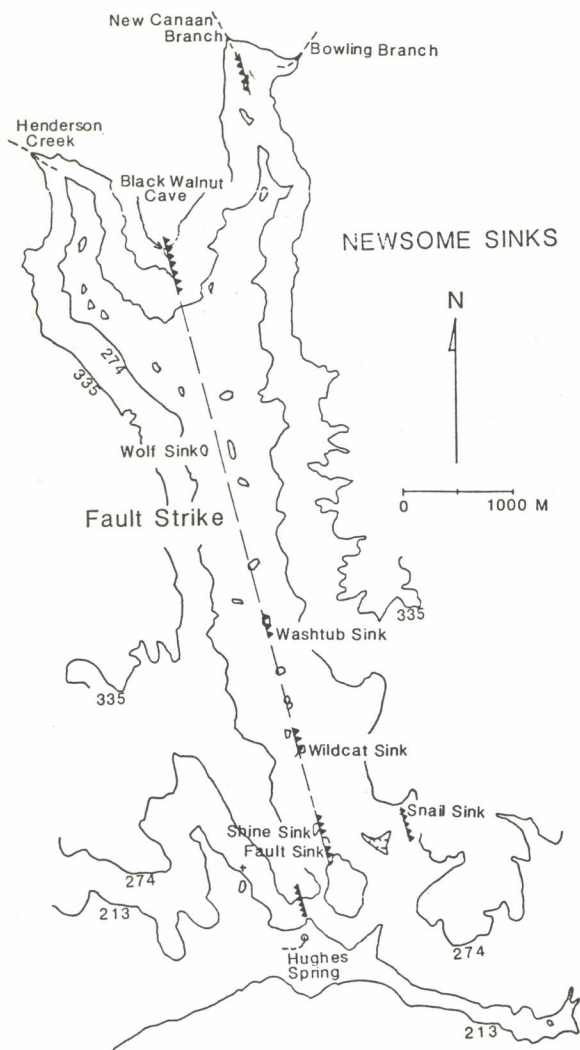 New Canaan
Branch
Bowling Branch
Henderson
Creek
Black Walnut
Cave
NEWSOME SINKS
N
274
335
Wolf Sink
0 1000 M
Fault Strike
335
Washtub Sink
335
Wildcat Sink
Snail Sink
Shine Sink
Fault Sink
274
213
274
Hughes
Spring
213